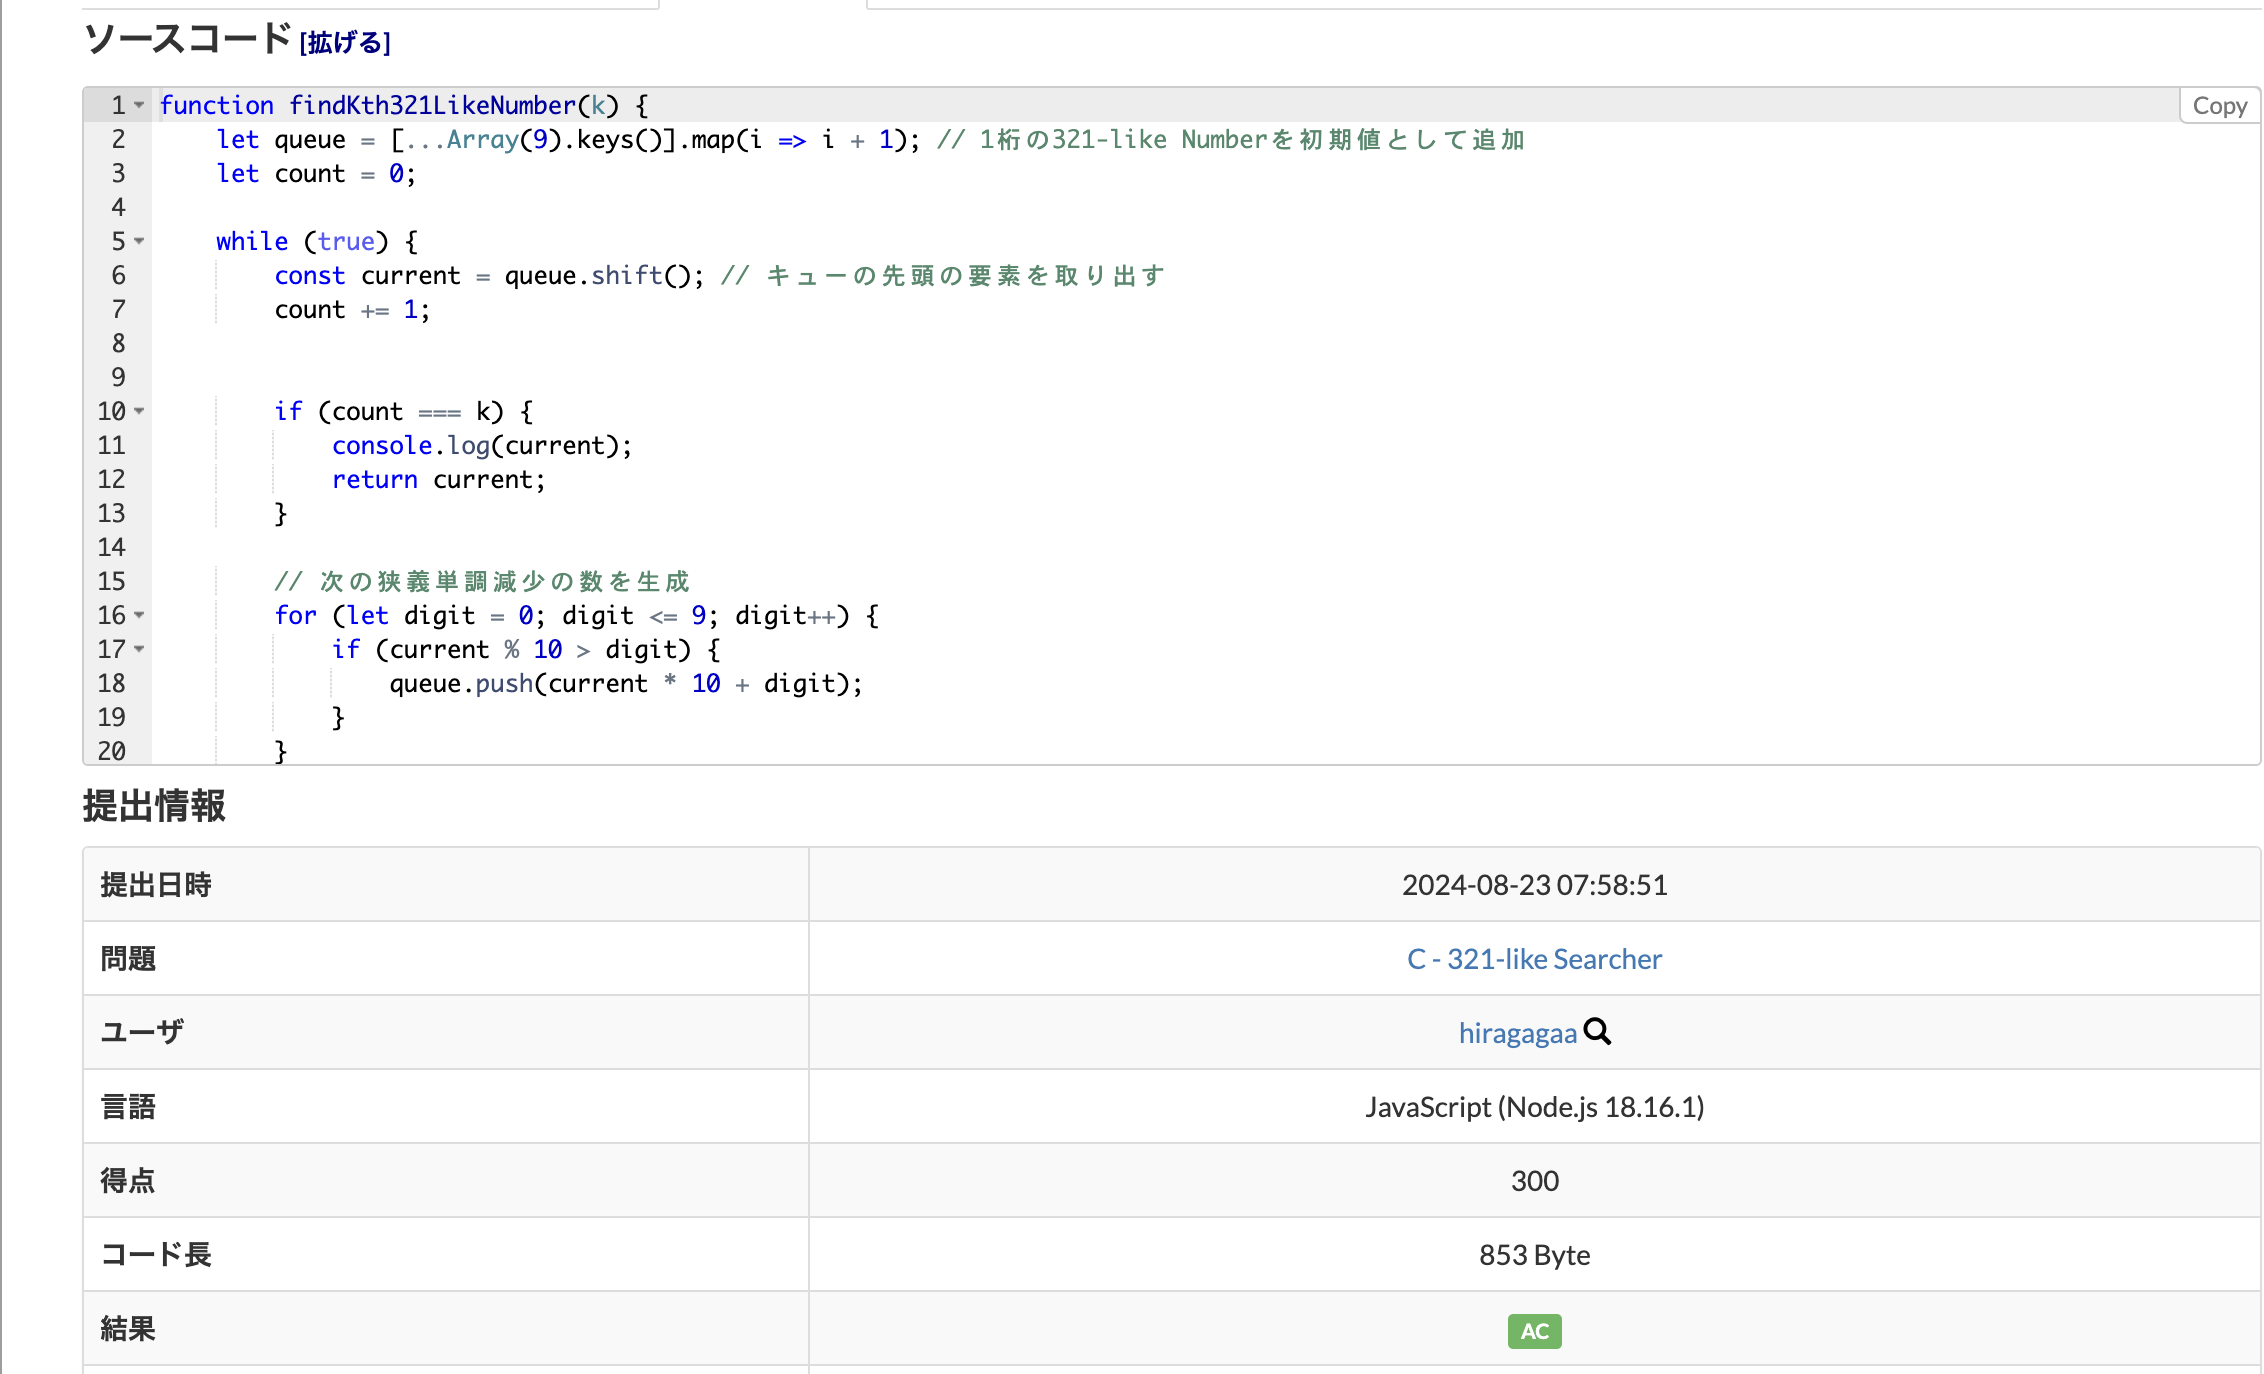 ソースコード [拡げる]
Copy
1 function findKth321LikeNumber(k) {
2     let queue = [...Array(9).keys()].map(i => i + 1); // 1桁の321-like Numberを初期値として追加
3     let count = 0;
4
5     while (true) {
6         const current = queue.shift(); // キューの先頭の要素を取り出す
7         count += 1;
8
9
10         if (count === k) {
11             console.log(current);
12             return current;
13         }
14
15         // 次の狭義単調減少の数を生成
16         for (let digit = 0; digit <= 9; digit++) {
17             if (current % 10 > digit) {
18                 queue.push(current * 10 + digit);
19             }
20         }
提出情報
提出日時 2024-08-23 07:58:51
問題 C - 321-like Searcher
ユーザ hiragagaa
言語 JavaScript (Node.js 18.16.1)
得点 300
コード長 853 Byte
結果 AC